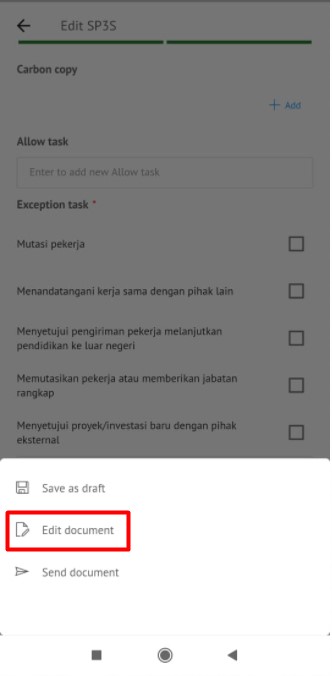 Edit SP3S
Carbon copy
+ Add
Allow task
Enter to add new Allow task
Exception task *
Mutasi pekerja
Menandatangani kerja sama dengan pihak lain
Menyetujui pengiriman pekerja melanjutkan
pendidikan ke luar negeri
Memutasikan pekerja atau memberikan jabatan
rangkap
Menyetujui proyek/investasi baru dengan pihak
eksternal
Save as draft
Edit document
Send document